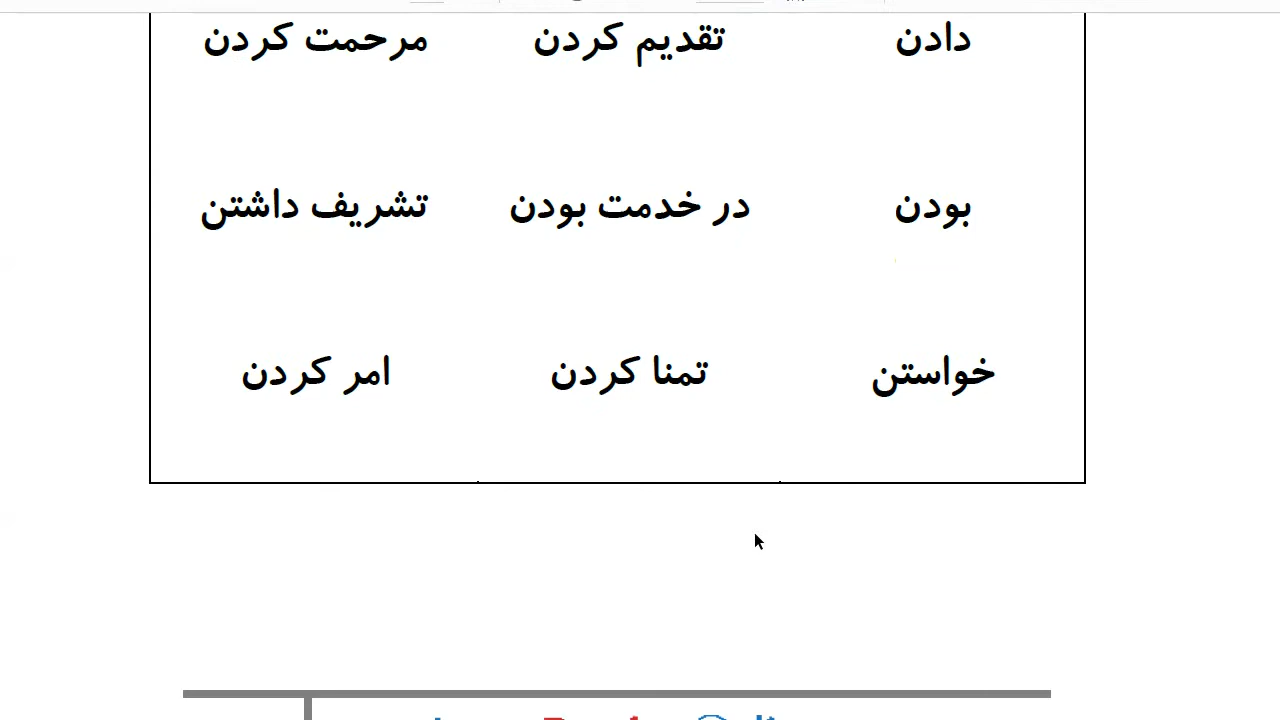 دادن تقدیم کردن مرحمت کردن
بودن در خدمت بودن تشریف داشتن
خواستن تمنا کردن امر کردن